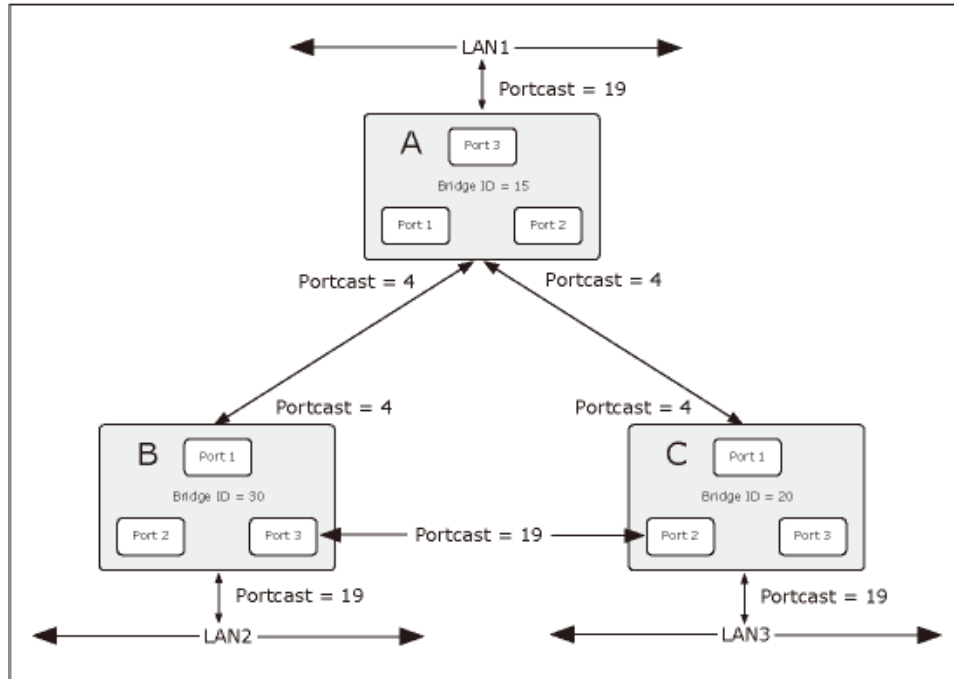 LAN1
Portcast = 19
A
Port 3
Bridge ID = 15
Port 1
Port 2
Portcast = 4
Portcast = 4
Portcast = 4
Portcast = 4
B
Port 1
Bridge ID = 30
Port 2
Port 3
C
Port 1
Bridge ID = 20
Port 2
Port 3
Portcast = 19
Portcast = 19
Portcast = 19
LAN2
LAN3